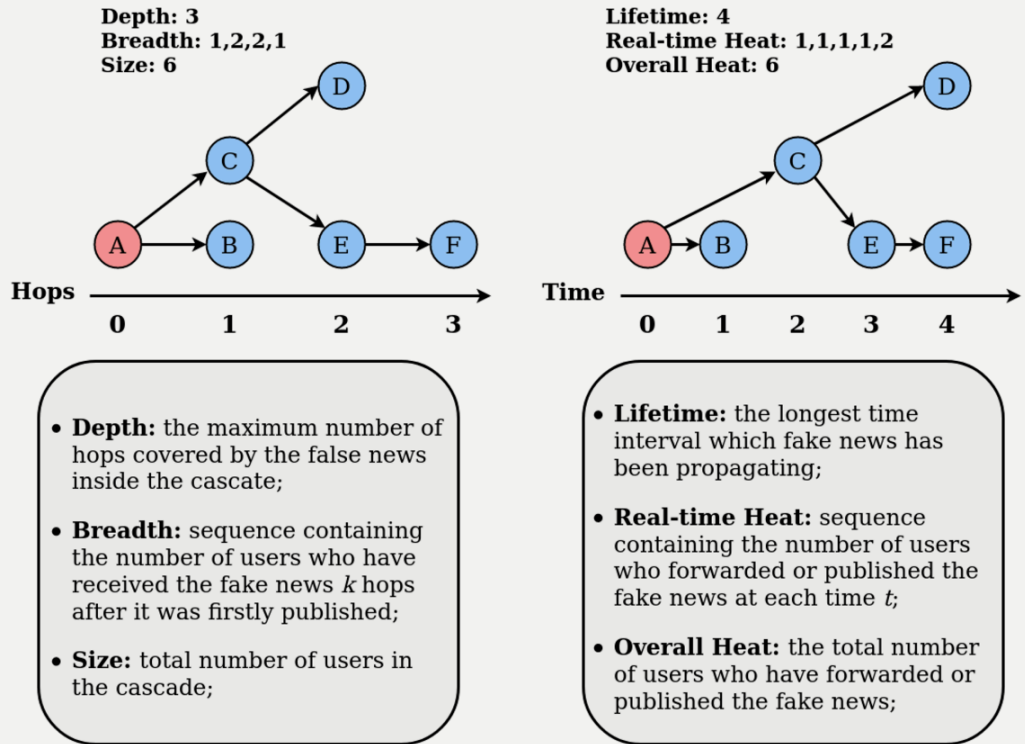 Depth: 3
Breadth: 1,2,2,1
Size: 6
D
C
A
B
E
F
Hops
0
1
2
3
• Depth: the maximum number of
hops covered by the false news
inside the cascate;
• Breadth: sequence containing
the number of users who have
received the fake news k hops
after it was firstly published;
• Size: total number of users in
the cascade;
Lifetime: 4
Real-time Heat: 1,1,1,1,2
Overall Heat: 6
D
C
A
B
E
F
Time
0
1
2
3
4
• Lifetime: the longest time
interval which fake news has
been propagating;
• Real-time Heat: sequence
containing the number of users
who forwarded or published the
fake news at each time t;
• Overall Heat: the total number
of users who have forwarded or
published the fake news;